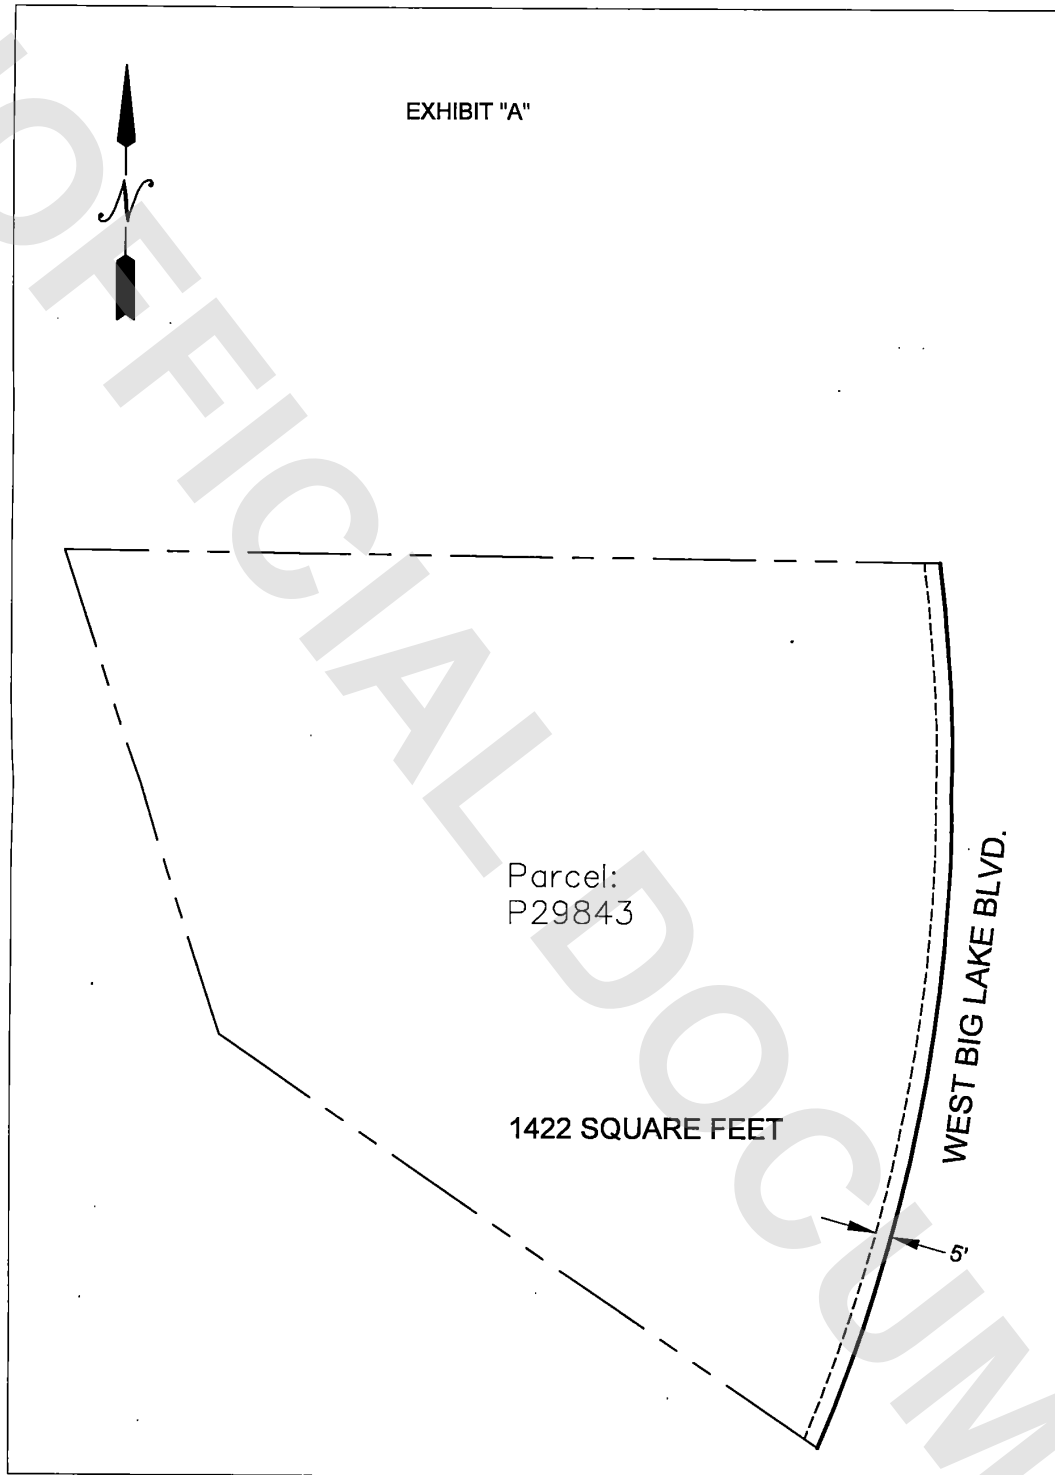 EXHIBIT "A"
N
Parcel:
P29843
WEST BIG LAKE BLVD.
1422 SQUARE FEET
5'
OFFICIAL DOCUM